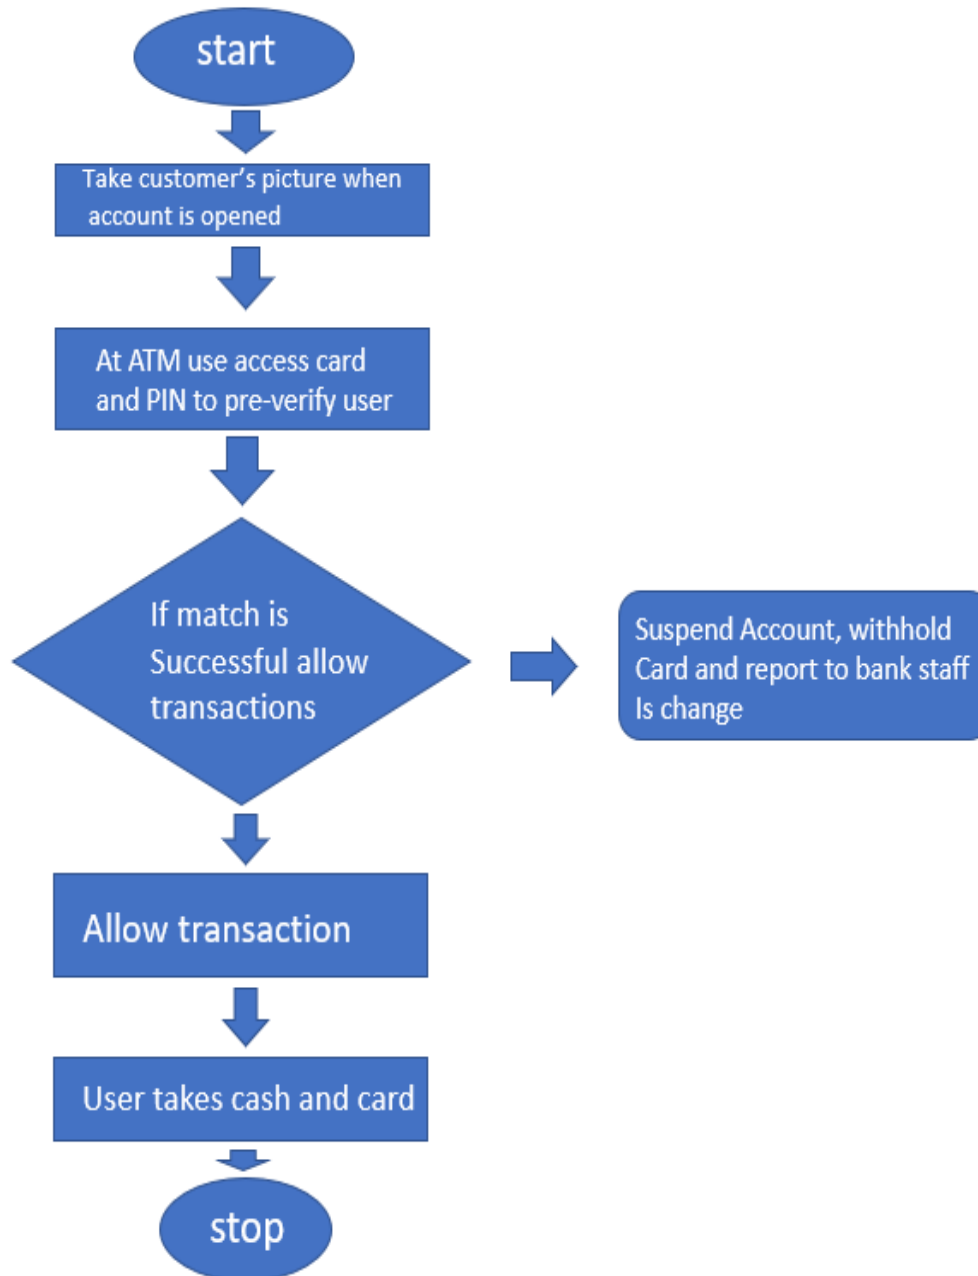 start
Take customer’s picture when
account is opened
At ATM use access card
and PIN to pre-verify user
If match is
Successful allow
transactions
Suspend Account, withhold
Card and report to bank staff
Is change
Allow transaction
User takes cash and card
stop